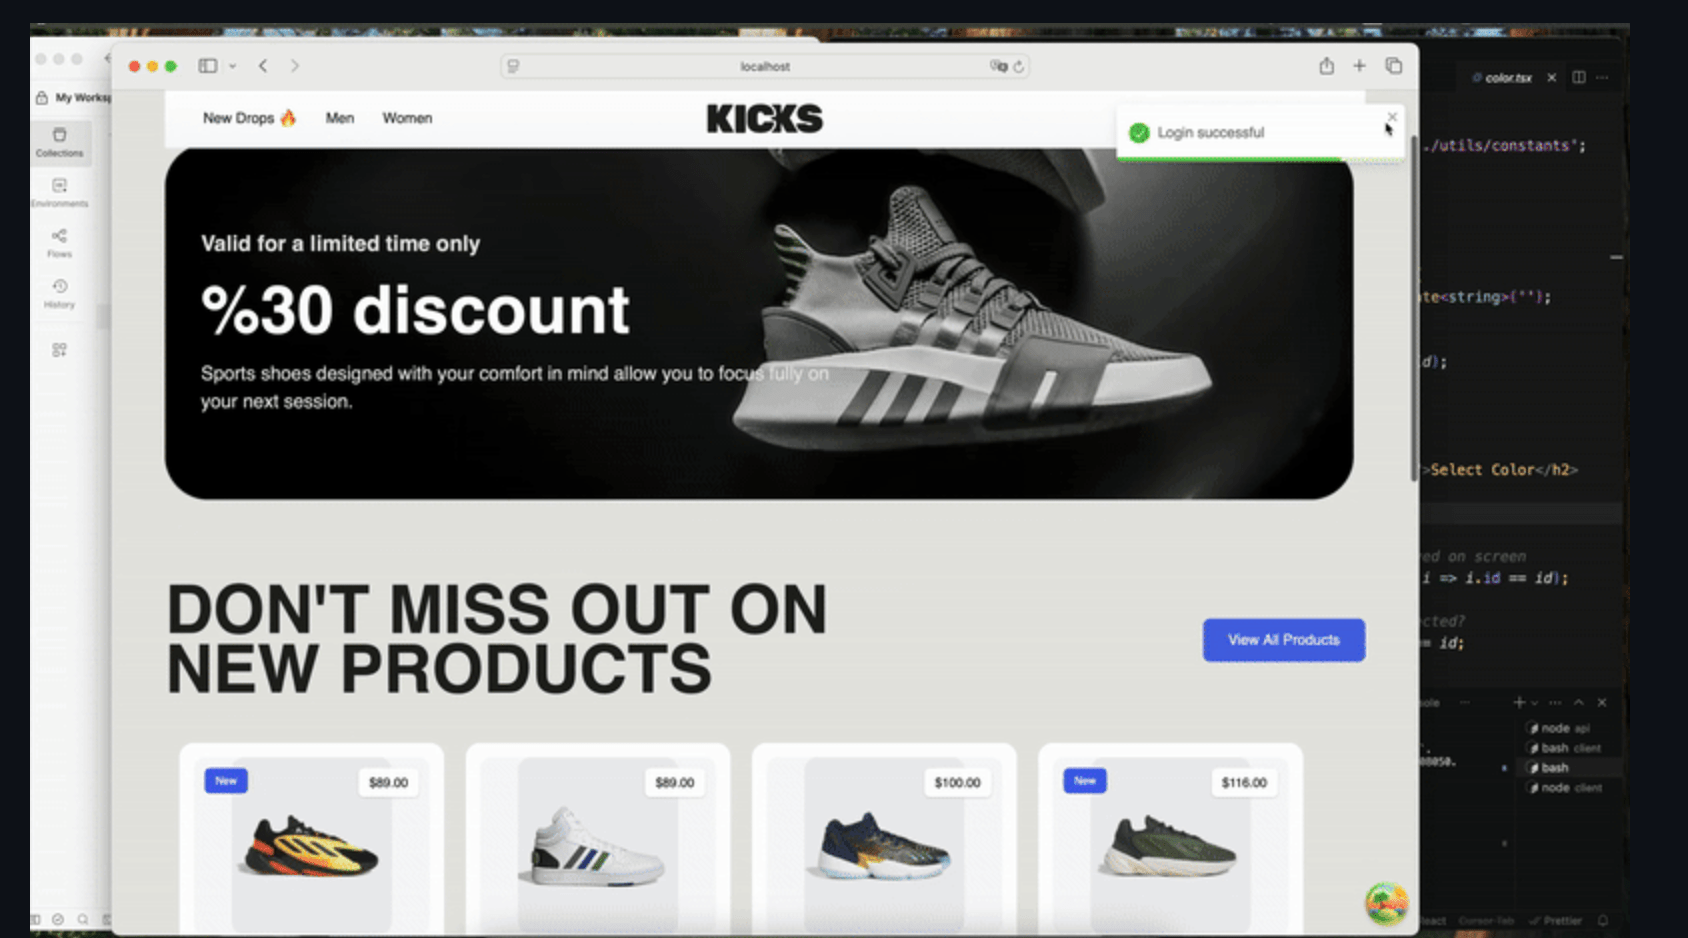 localhost
My Works
color.tsx
Collections
Environments
Flows
History
New Drops 🔥 Men Women
KICKS
Login successful
./utils/constants';
Valid for a limited time only
%30 discount
Sports shoes designed with your comfort in mind allow you to focus fully on
your next session.
te<string>('');
d);
>Select Color</h2>
DON'T MISS OUT ON
NEW PRODUCTS
View All Products
ed on screen
i => i.id == id);
cted?
= id;
sole
node api
bash client
bash
node client
08050.
New
$89.00
$89.00
$100.00
New
$116.00
eact
Prettier